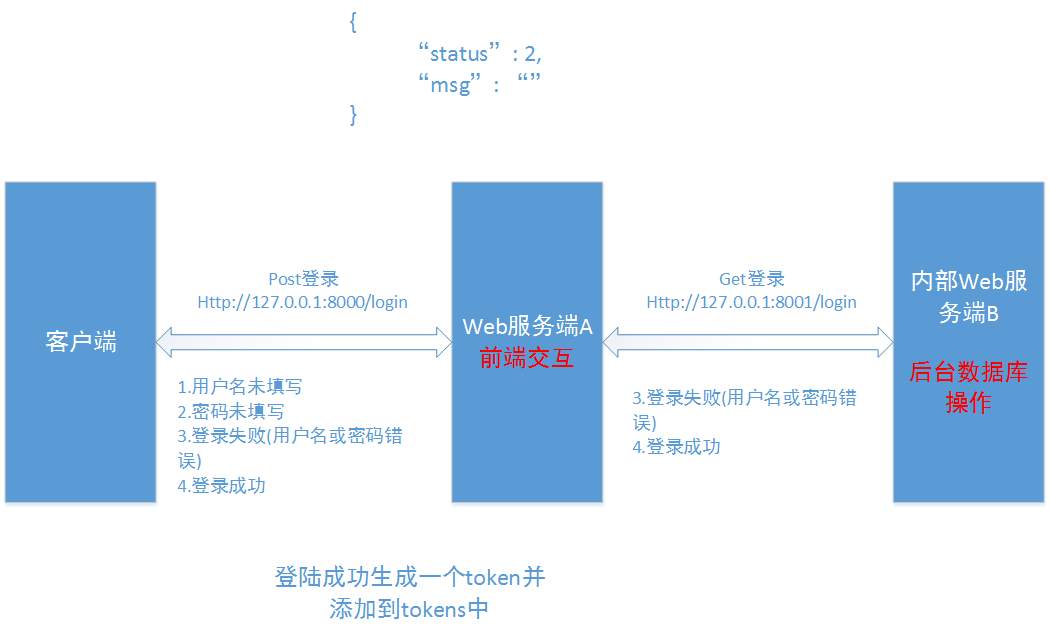 {
“status” : 2,
“msg” : “”
}
Post登录
Http://127.0.0.1:8000/login
Get登录
Http://127.0.0.1:8001/login
客户端
Web服务端A
前端交互
内部Web服
务端B
后台数据库
操作
1.用户名未填写
2.密码未填写
3.登录失败(用户名或密码错
误)
4.登录成功
3.登录失败(用户名或密码错
误)
4.登录成功
登陆成功生成一个token并
添加到tokens中